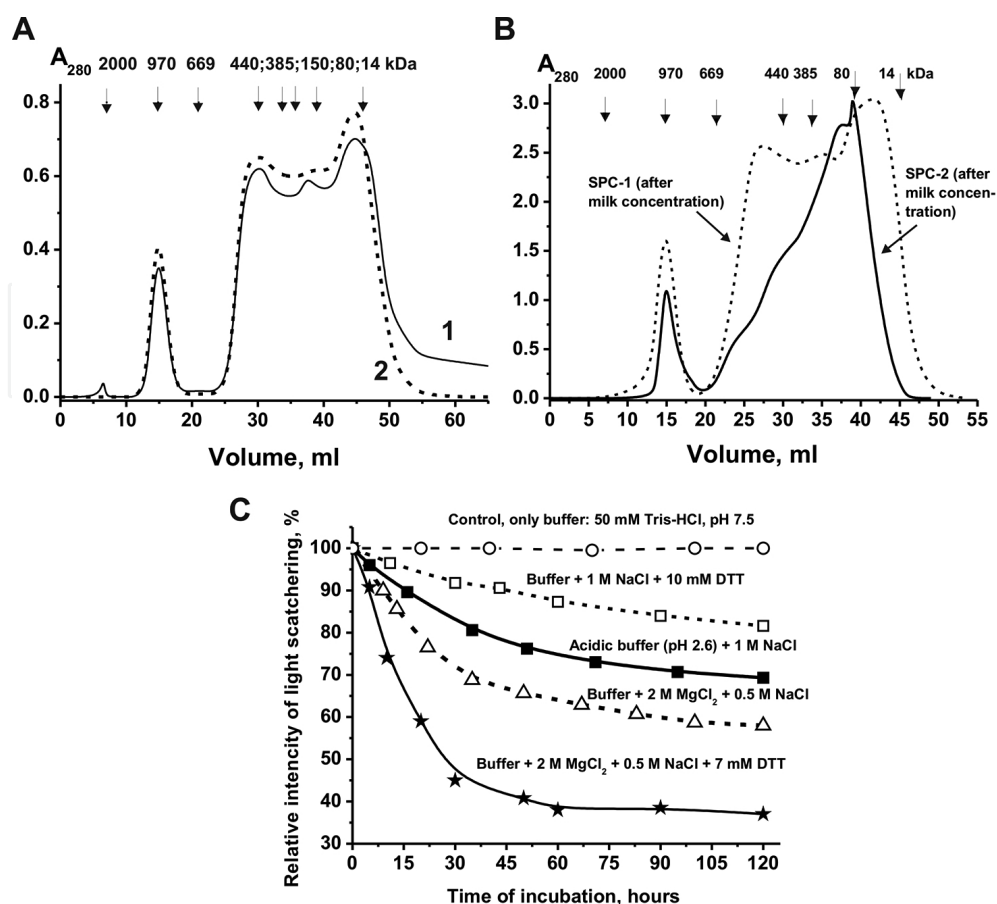 A
A280 2000 970 669 440;385;150;80;14 kDa
0.8
0.6
0.4
0.2
0.0
1
2
0 10 20 30 40 50 60
Volume, ml
B
A280 2000 970 669 440 385 80 14 kDa
3.0
2.5
2.0
1.5
1.0
0.5
0.0
SPC-1 (after
milk concentration)
SPC-2 (after
milk concen-
tration)
0 5 10 15 20 25 30 35 40 45 50 55
Volume, ml
C
Relative intencity of light scatchering, %
Control, only buffer: 50 mM Tris-HCl, pH 7.5
100
90
80
70
60
50
40
30
Buffer + 1 M NaCl + 10 mM DTT
Acidic buffer (pH 2.6) + 1 M NaCl
Buffer + 2 M MgCl2 + 0.5 M NaCl
Buffer + 2 M MgCl2 + 0.5 M NaCl + 7 mM DTT
0 15 30 45 60 75 90 105 120
Time of incubation, hours